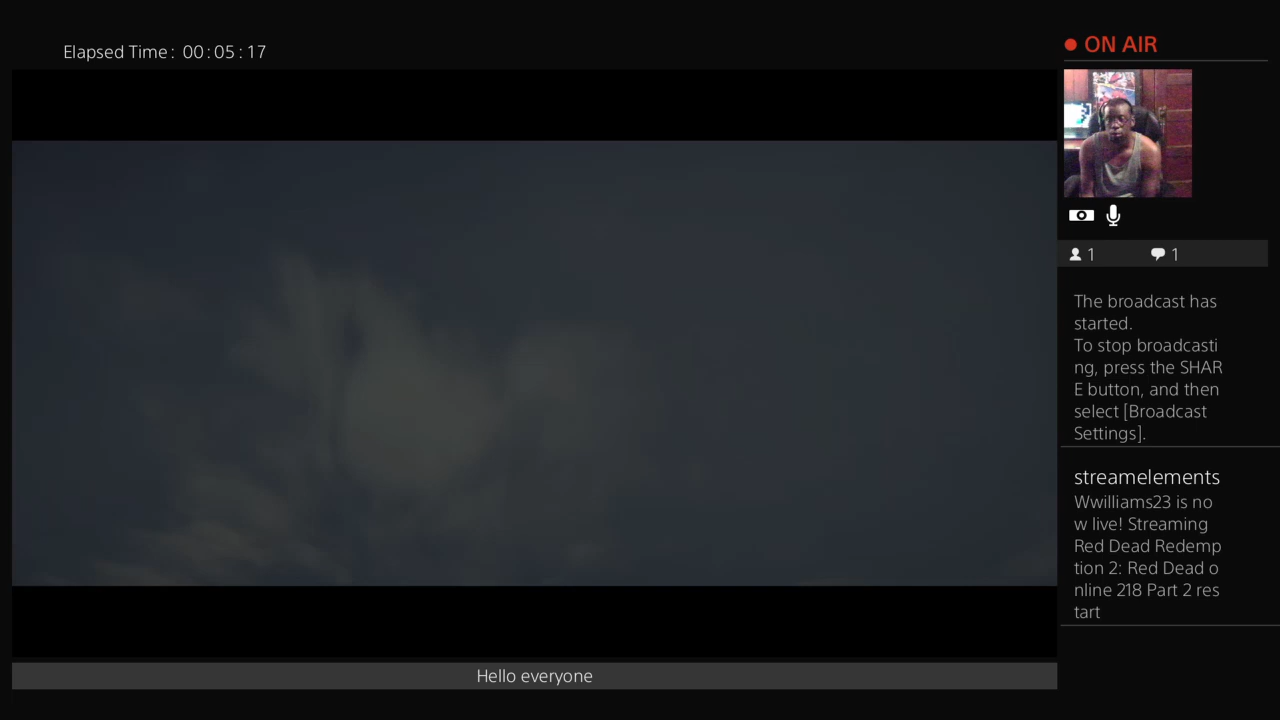 Elapsed Time: 00:05:17
ON AIR
1
1
The broadcast has
started.
To stop broadcasti
ng, press the SHAR
E button, and then
select [Broadcast
Settings].
streamelements
Wwilliams23 is no
w live! Streaming
Red Dead Redemp
tion 2: Red Dead o
nline 218 Part 2 res
tart
Hello everyone